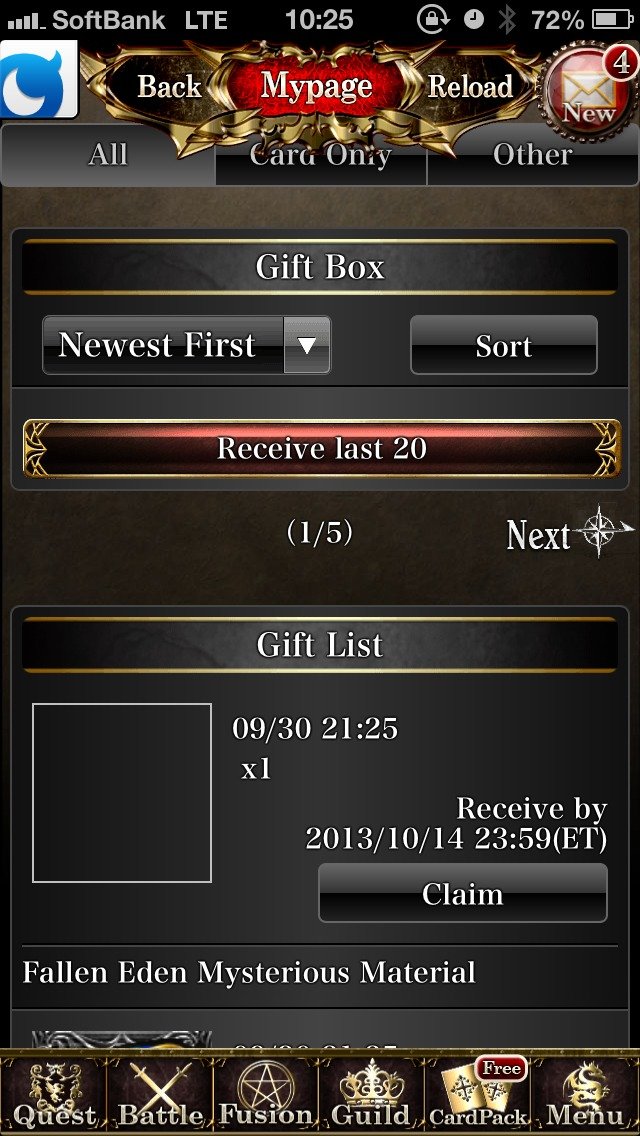 SoftBank LTE 10:25 72%
Back Mypage Reload 4
New
All Card Only Other
Gift Box
Newest First Sort
Receive last 20
(1/5) Next
Gift List
09/30 21:25
x1
Receive by
2013/10/14 23:59(ET)
Claim
Fallen Eden Mysterious Material
Free
Quest Battle Fusion Guild CardPack Menu